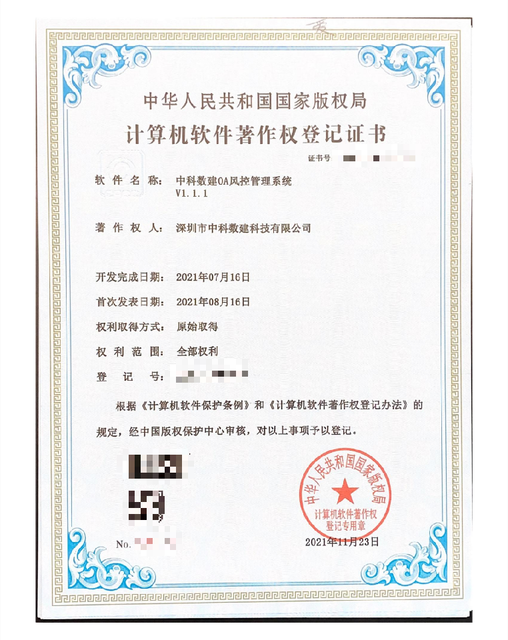 中华人民共和国国家版权局
计算机软件著作权登记证书
证书号
软件名称： 中科数建OA风控管理系统
V1.1.1
著作权人： 深圳市中科数建科技有限公司
开发完成日期： 2021年07月16日
首次发表日期： 2021年08月16日
权利取得方式： 原始取得
权利范围： 全部权利
登记号：
根据《计算机软件保护条例》和《计算机软件著作权登记办法》的
规定，经中国版权保护中心审核，对以上事项予以登记。
中华人民共和国国家版权局
计算机软件著作权
登记专用章
No.
2021年11月23日